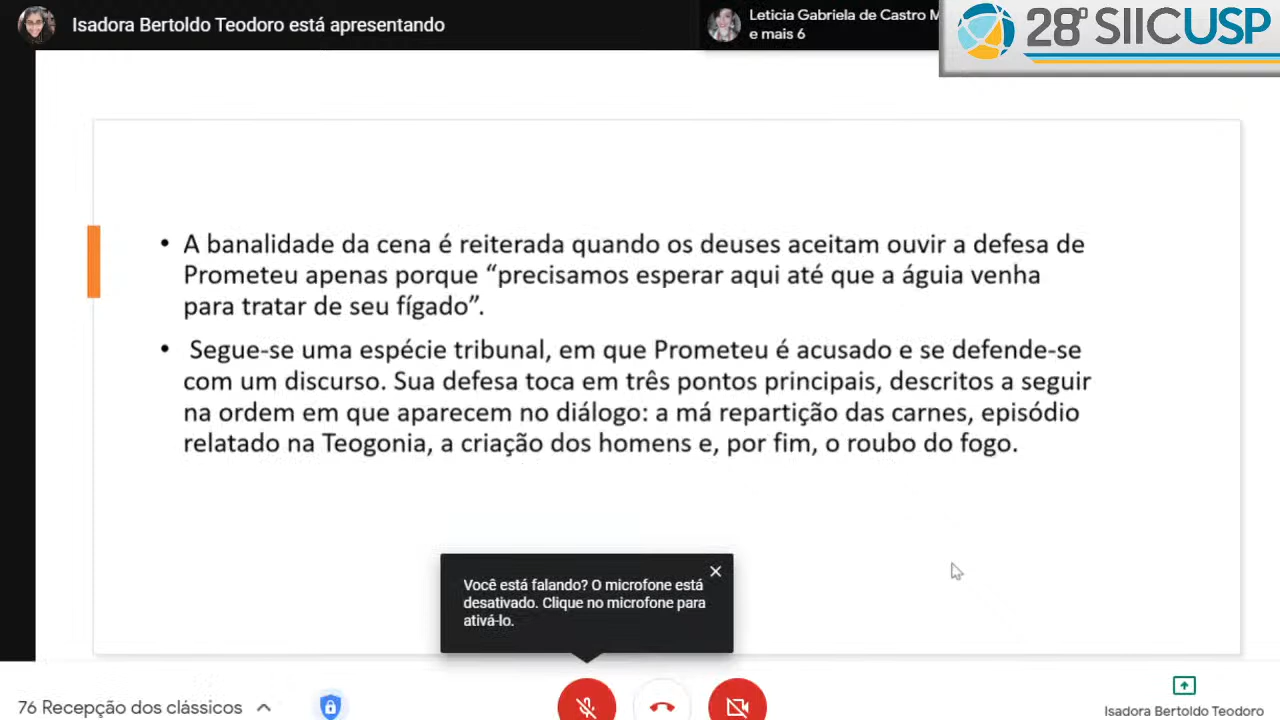 Isadora Bertoldo Teodoro está apresentando
Leticia Gabriela de Castro M
e mais 6
28º SIICUSP
• A banalidade da cena é reiterada quando os deuses aceitam ouvir a defesa de
Prometeu apenas porque “precisamos esperar aqui até que a águia venha
para tratar de seu fígado”.
• Segue-se uma espécie tribunal, em que Prometeu é acusado e se defende-se
com um discurso. Sua defesa toca em três pontos principais, descritos a seguir
na ordem em que aparecem no diálogo: a má repartição das carnes, episódio
relatado na Teogonia, a criação dos homens e, por fim, o roubo do fogo.
Você está falando? O microfone está
desativado. Clique no microfone para
ativá-lo.
76 Recepção dos clássicos
Isadora Bertoldo Teodoro